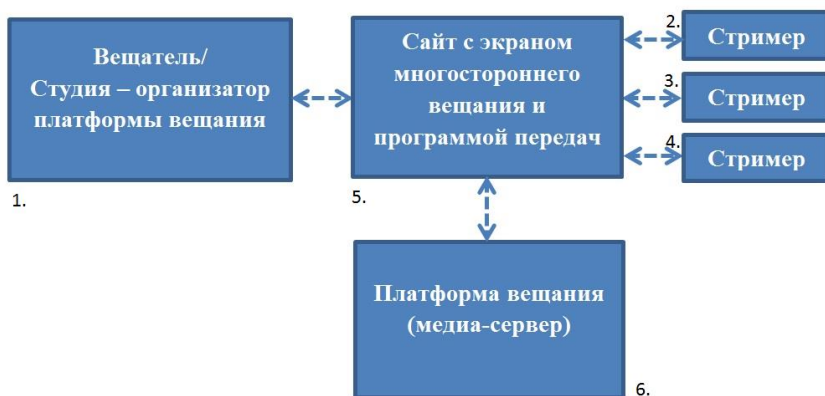 Вещатель/
Студия – организатор
платформы вещания
1.
Сайт с экраном
многостороннего
вещания и
программой передач
5.
2.
Стример
3.
Стример
4.
Стример
Платформа вещания
(медиа-сервер)
6.